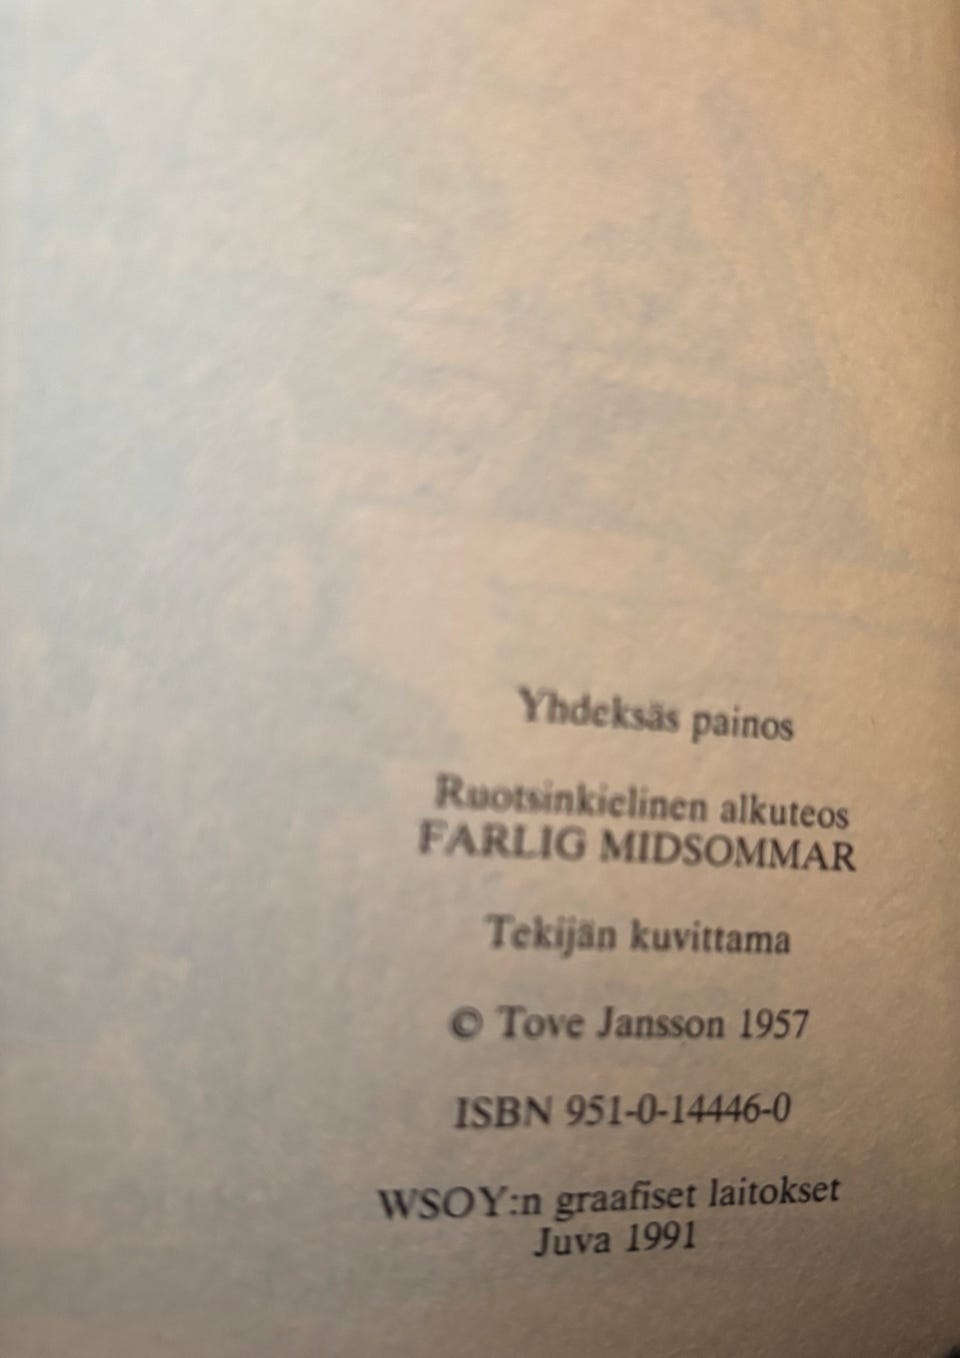 Yhdeksäs painos
Ruotsinkielinen alkuteos
FARLIG MIDSOMMAR
Tekijän kuvittama
© Tove Jansson 1957
ISBN 951-0-14446-0
WSOY:n graafiset laitokset
Juva 1991